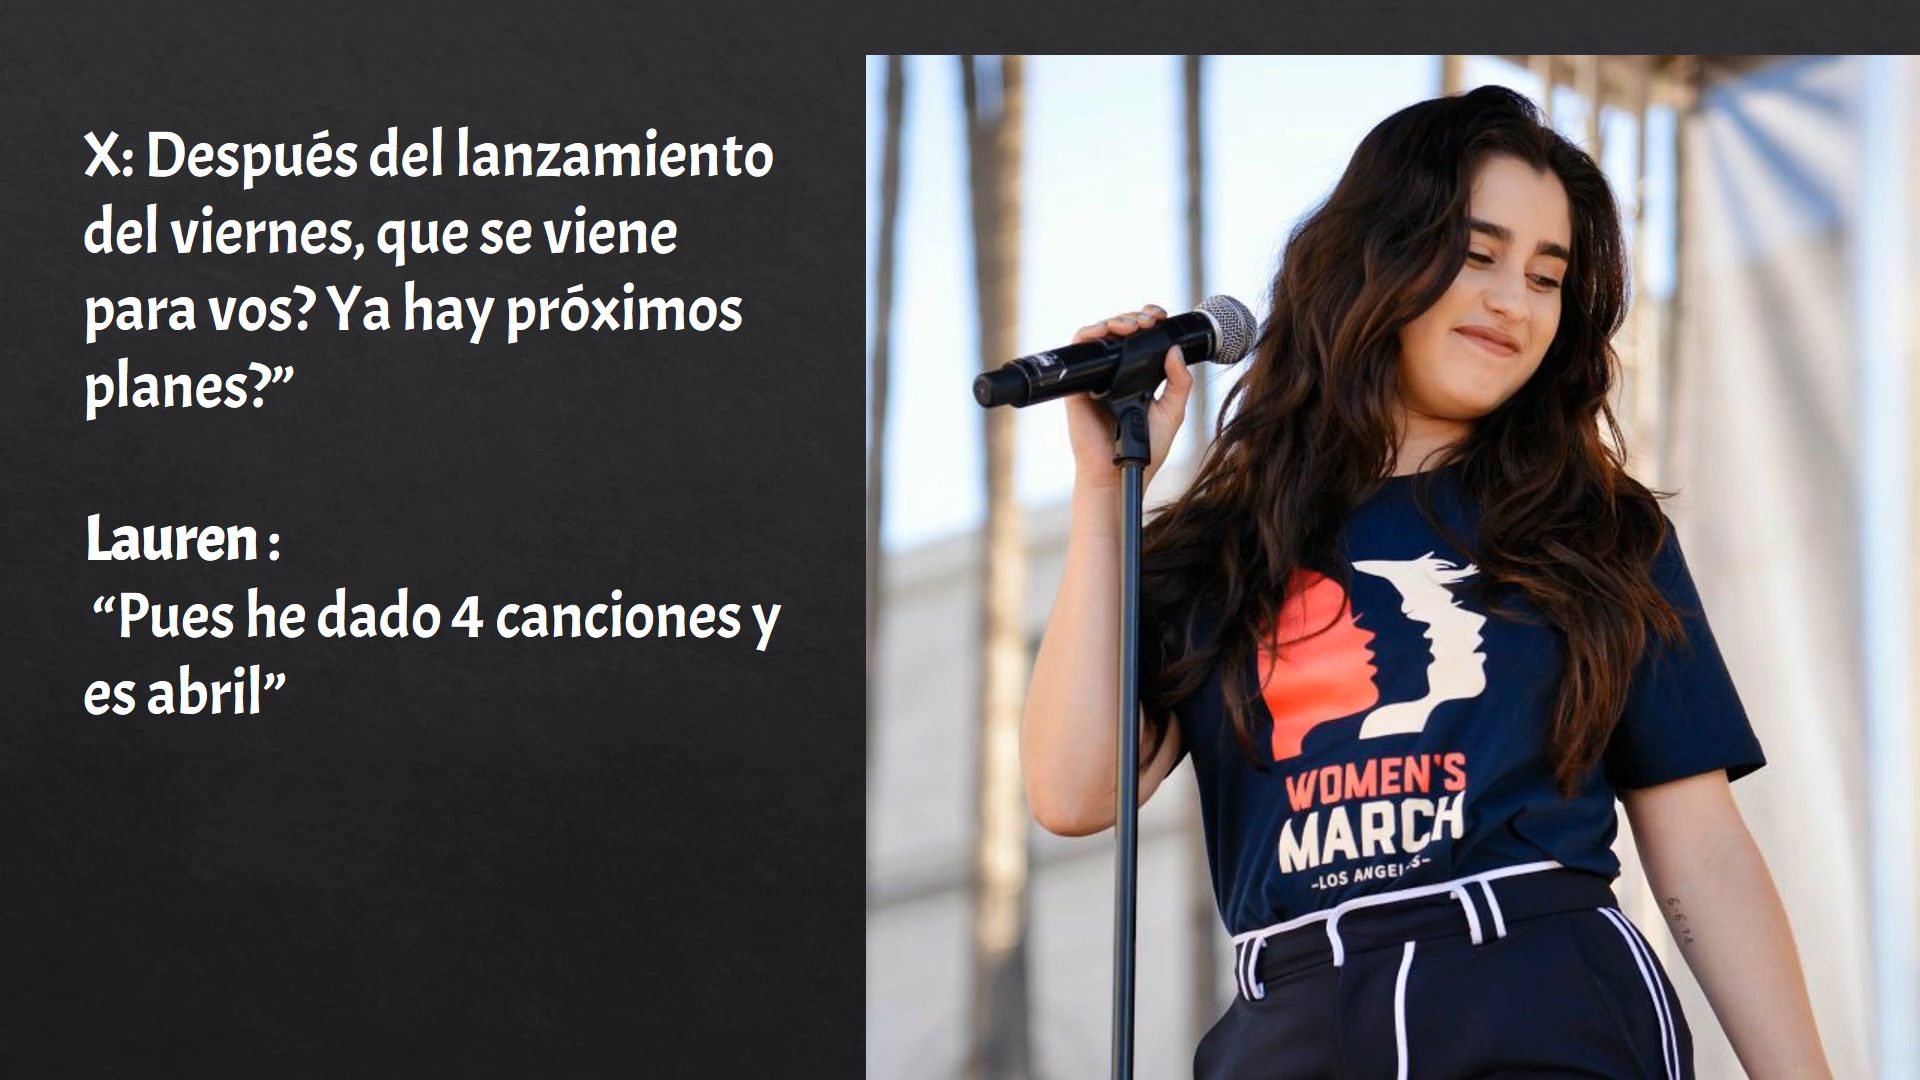 X: Después del lanzamiento
del viernes, que se viene
para vos? Ya hay próximos
planes?”
Lauren :
“Pues he dado 4 canciones y
es abril”
WOMEN'S
MARCH